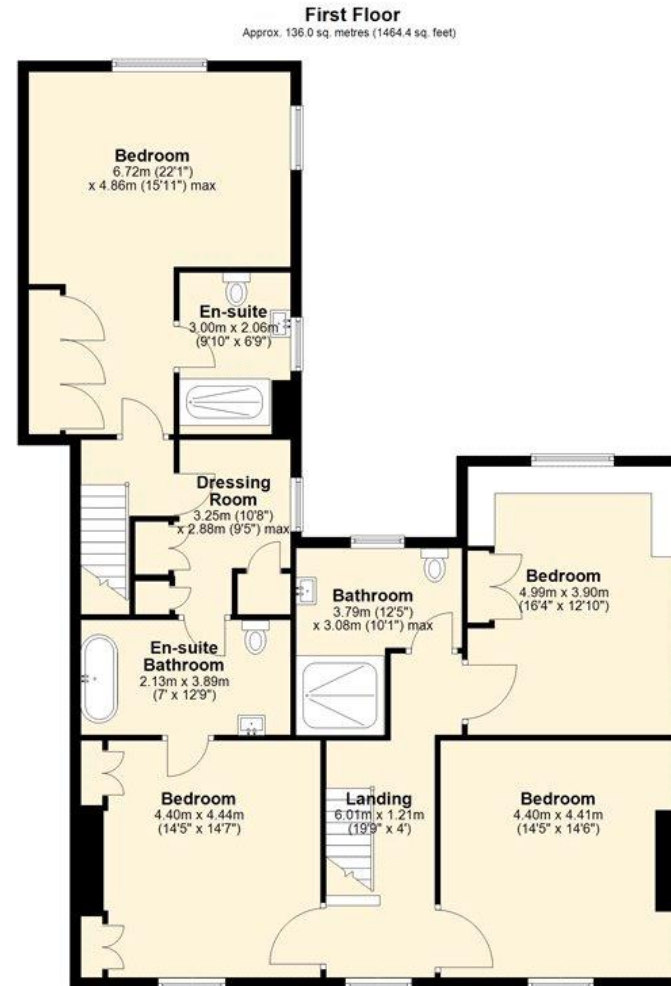 First Floor
Approx. 136.0 sq. metres (1464.4 sq. feet)
Bedroom
6.72m (22'1")
x 4.86m (15'11") max
En-suite
3.00m x 2.06m
(9'10" x 6'9")
Dressing
Room
3.25m (10'8")
x 2.88m (9'5") max
Bathroom
3.79m (12'5")
x 3.08m (10'1") max
Bedroom
4.99m x 3.90m
(16'4" x 12'10")
En-suite
Bathroom
2.13m x 3.89m
(7' x 12'9")
Bedroom
4.40m x 4.44m
(14'5" x 14'7")
Landing
6.01m x 1.21m
(19'9" x 4')
Bedroom
4.40m x 4.41m
(14'5" x 14'6")